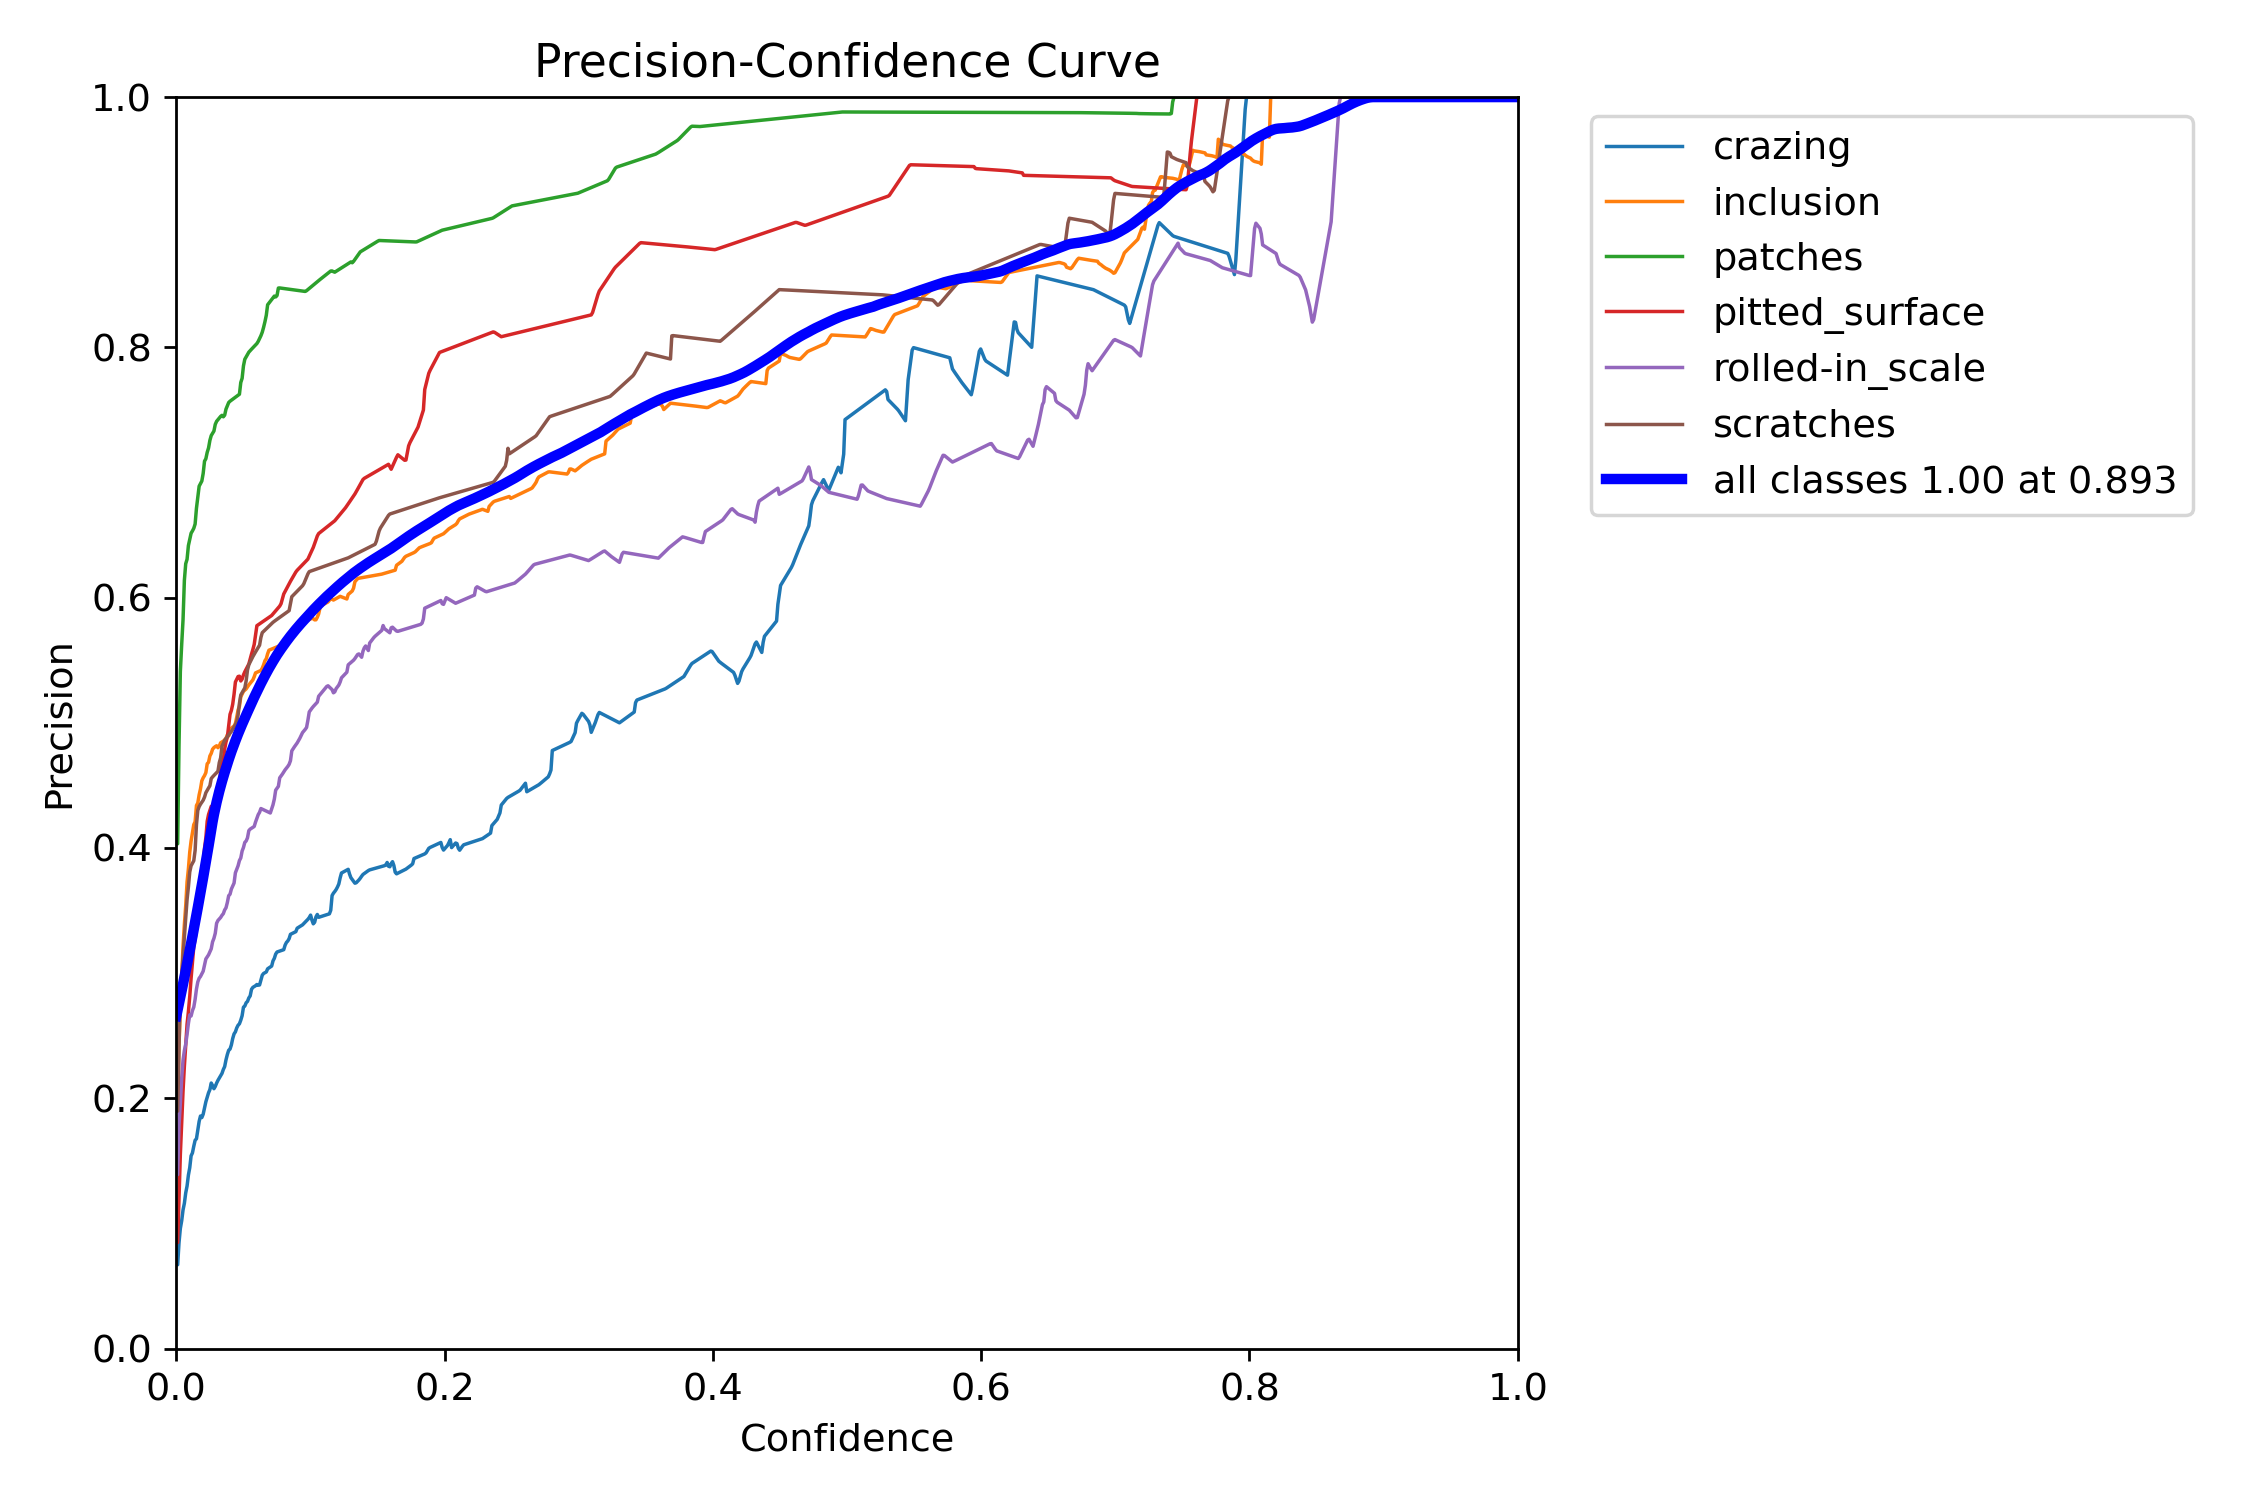 Precision-Confidence Curve
1.0
0.8
0.6
0.4
0.2
0.0
Precision
0.0 0.2 0.4 0.6 0.8 1.0
Confidence
crazing
inclusion
patches
pitted_surface
rolled-in_scale
scratches
all classes 1.00 at 0.893